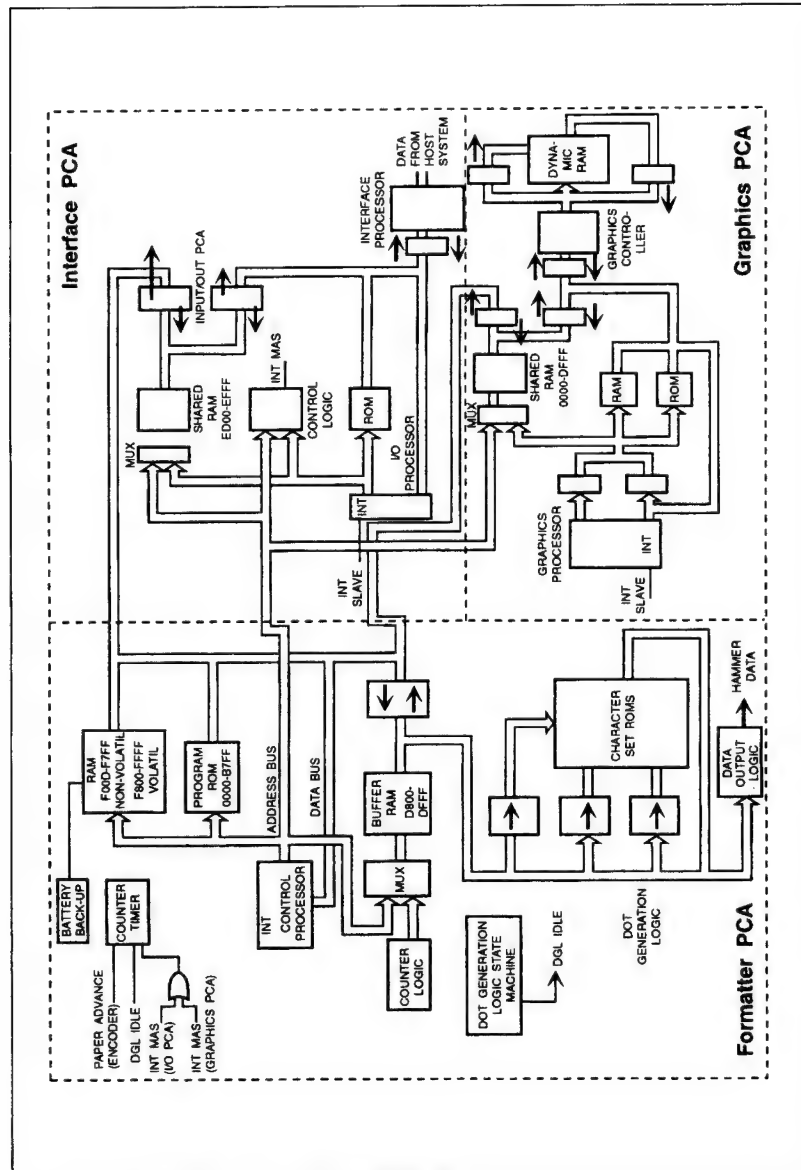 Interface PCA
INPUT/OUT PCA
SHARED
RAM
ED00-EFFF
MUX
INT MAS
CONTROL
LOGIC
ROM
I/O
PROCESSOR
INT
INT
SLAVE
INTERFACE
PROCESSOR
DATA
FROM
HOST
SYSTEM
Graphics PCA
DYNA-
MIC
RAM
GRAPHICS
CONTRO-
LLER
SHARED
RAM
0000-DFFF
MUX
RAM
ROM
GRAPHICS
PROCESSOR
INT
INT
SLAVE
Formatter PCA
BATTERY
BACK-UP
RAM
F00D-F7FF
NON-VOLATIL
F800-FFFF
VOLATIL
PROGRAM
ROM
0000-B7FF
COUNTER
TIMER
PAPER ADVANCE
(ENCODER)
DGL IDLE
INT MAS
(I/O PCA)
INT MAS
(GRAPHICS PCA)
ADDRESS BUS
DATA BUS
INT
CONTROL
PROCESSOR
BUFFER
RAM
D800-
DFFF
MUX
COUNTER
LOGIC
DOT GENERATION
LOGIC STATE
MACHINE
DGL IDLE
DOT
GENERATION
LOGIC
CHARACTER
SET ROMS
DATA
OUTPUT
LOGIC
HAMMER
DATA